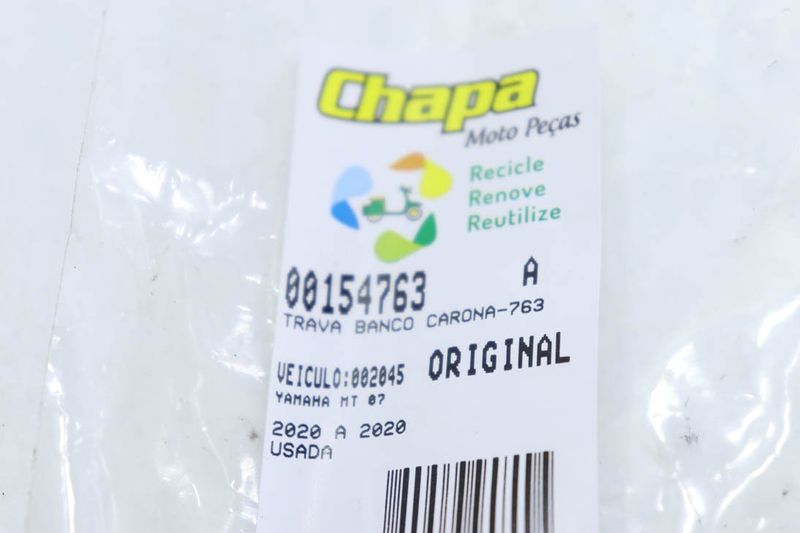 Chapa
Moto Peças
Recicle
Renove
Reutilize
00154763 A
TRAVA BANCO CARONA-763
VEICULO:002045 ORIGINAL
YAMAHA MT 07
2020 A 2020
USADA